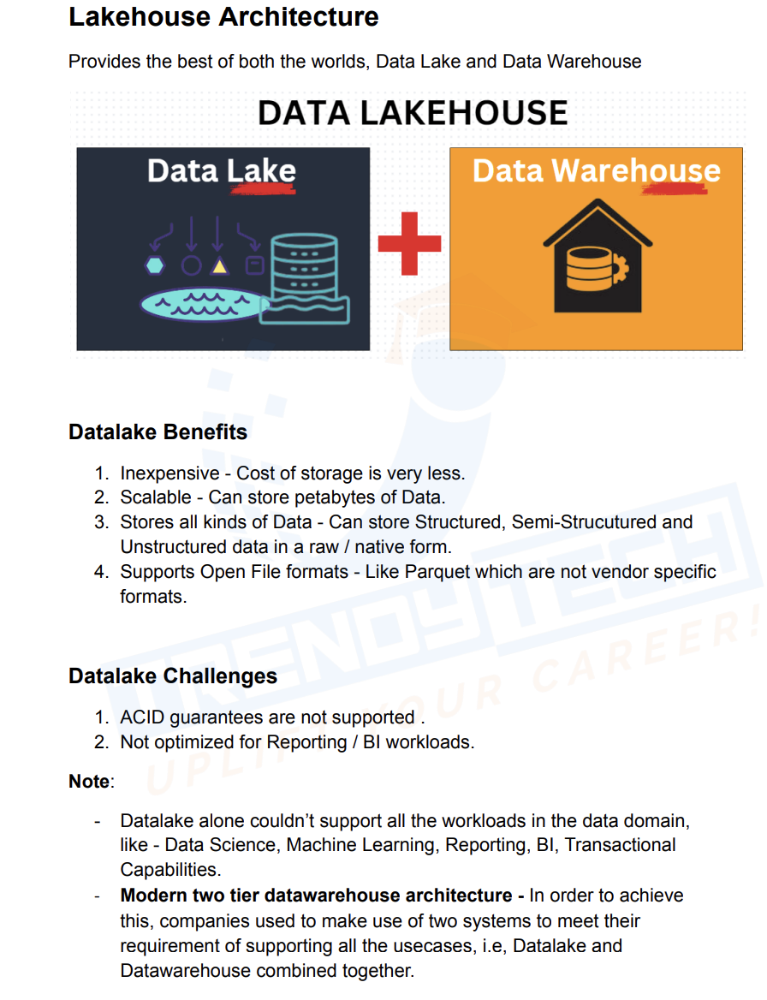 Lakehouse Architecture
Provides the best of both the worlds, Data Lake and Data Warehouse
DATA LAKEHOUSE
Data Lake
Data Warehouse
Datalake Benefits
1. Inexpensive - Cost of storage is very less.
2. Scalable - Can store petabytes of Data.
3. Stores all kinds of Data - Can store Structured, Semi-Strucutured and
Unstructured data in a raw / native form.
4. Supports Open File formats - Like Parquet which are not vendor specific
formats.
TRENDYTECH
UPLIFT YOUR CAREER!
Datalake Challenges
1. ACID guarantees are not supported .
2. Not optimized for Reporting / BI workloads.
Note:
- Datalake alone couldn’t support all the workloads in the data domain,
like - Data Science, Machine Learning, Reporting, BI, Transactional
Capabilities.
- Modern two tier datawarehouse architecture - In order to achieve
this, companies used to make use of two systems to meet their
requirement of supporting all the usecases, i.e, Datalake and
Datawarehouse combined together.